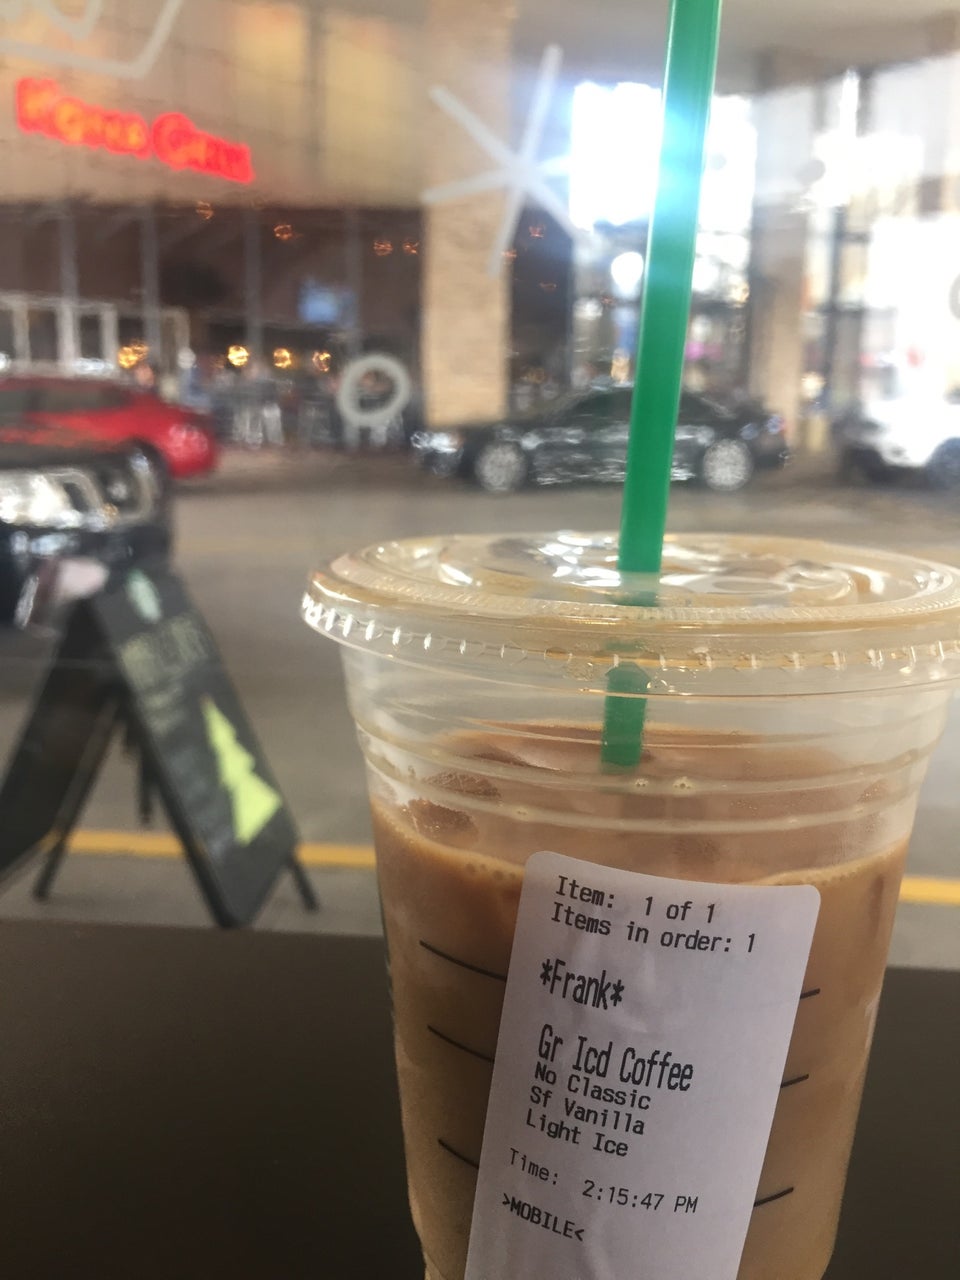 Item: 1 of 1
Items in order: 1
*Frank*
Gr Icd Coffee
No Classic
Sf Vanilla
Light Ice
Time: 2:15:47 PM
>MOBILE<